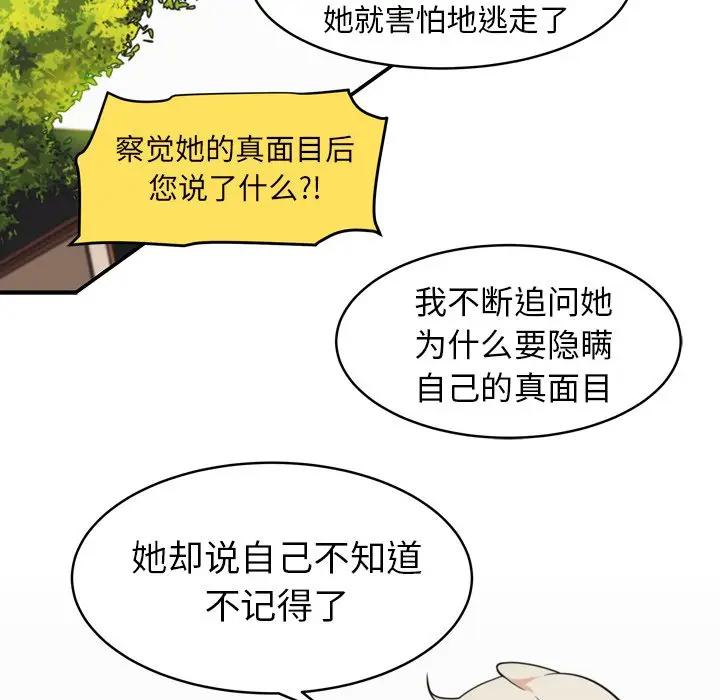 她就害怕地逃走了
察觉她的真面目后
您说了什么?!
我不断追问她
为什么要隐瞒
自己的真面目
她却说自己不知道
不记得了